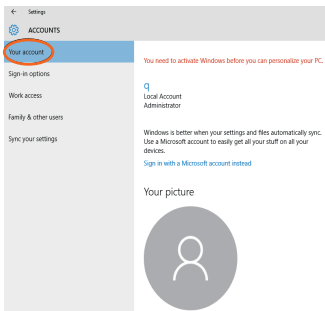 Settings
ACCOUNTS
Your account
Sign-in options
Work access
Family & other users
Sync your settings
You need to activate Windows before you can personalize your PC.
q
Local Account
Administrator
Windows is better when your settings and files automatically sync.
Use a Microsoft account to easily get all your stuff on all your
devices.
Sign in with a Microsoft account instead
Your picture